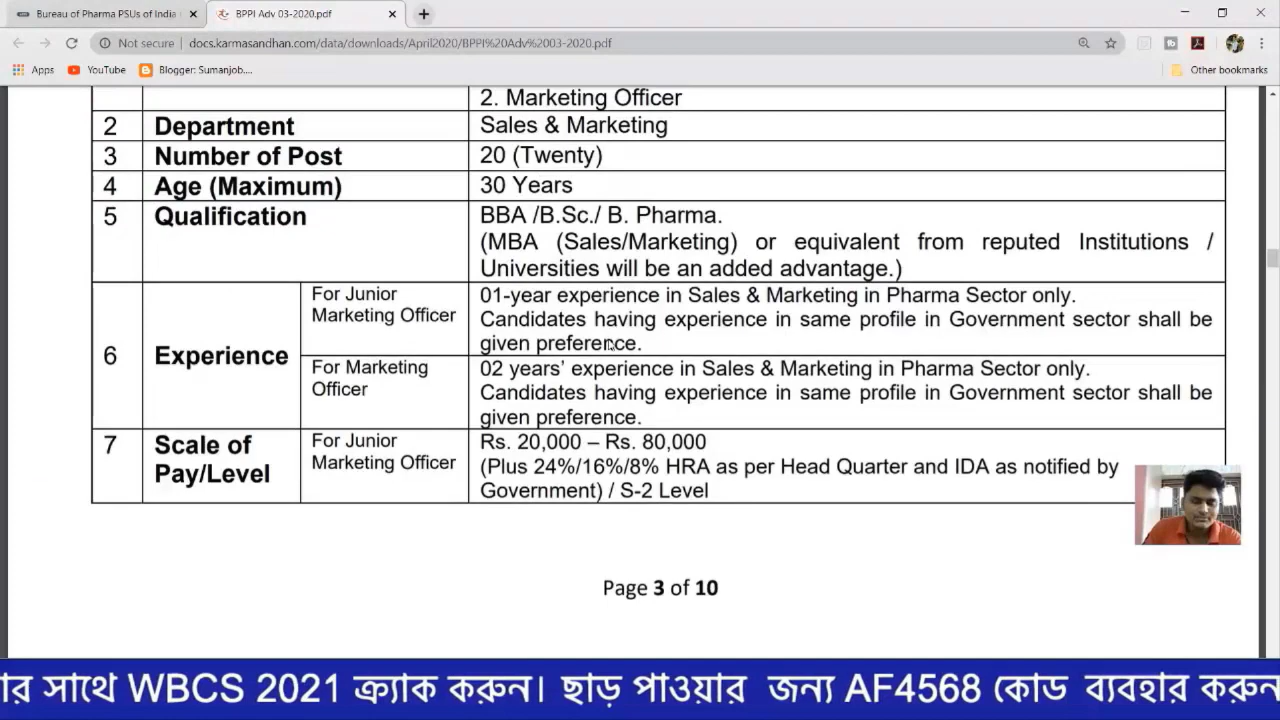 Bureau of Pharma PSUs of India
BPPI Adv 03-2020.pdf
Not secure
docs.karmasandhan.com/data/downloads/April2020/BPPI%20Adv%2003-2020.pdf
Apps
YouTube
Blogger: Sumanjob....
Other bookmarks
2. Marketing Officer
2 Department Sales & Marketing
3 Number of Post 20 (Twenty)
4 Age (Maximum) 30 Years
5 Qualification BBA /B.Sc./ B. Pharma.
(MBA (Sales/Marketing) or equivalent from reputed Institutions /
Universities will be an added advantage.)
6 Experience
For Junior
Marketing Officer
01-year experience in Sales & Marketing in Pharma Sector only.
Candidates having experience in same profile in Government sector shall be
given preference.
For Marketing
Officer
02 years’ experience in Sales & Marketing in Pharma Sector only.
Candidates having experience in same profile in Government sector shall be
given preference.
7 Scale of
Pay/Level
For Junior
Marketing Officer
Rs. 20,000 – Rs. 80,000
(Plus 24%/16%/8% HRA as per Head Quarter and IDA as notified by
Government) / S-2 Level
Page 3 of 10
ার সাথে WBCS 2021 ক্র্যাক করুন। ছাড় পাওয়ার জন্য AF4568 কোড ব্যবহার করুন